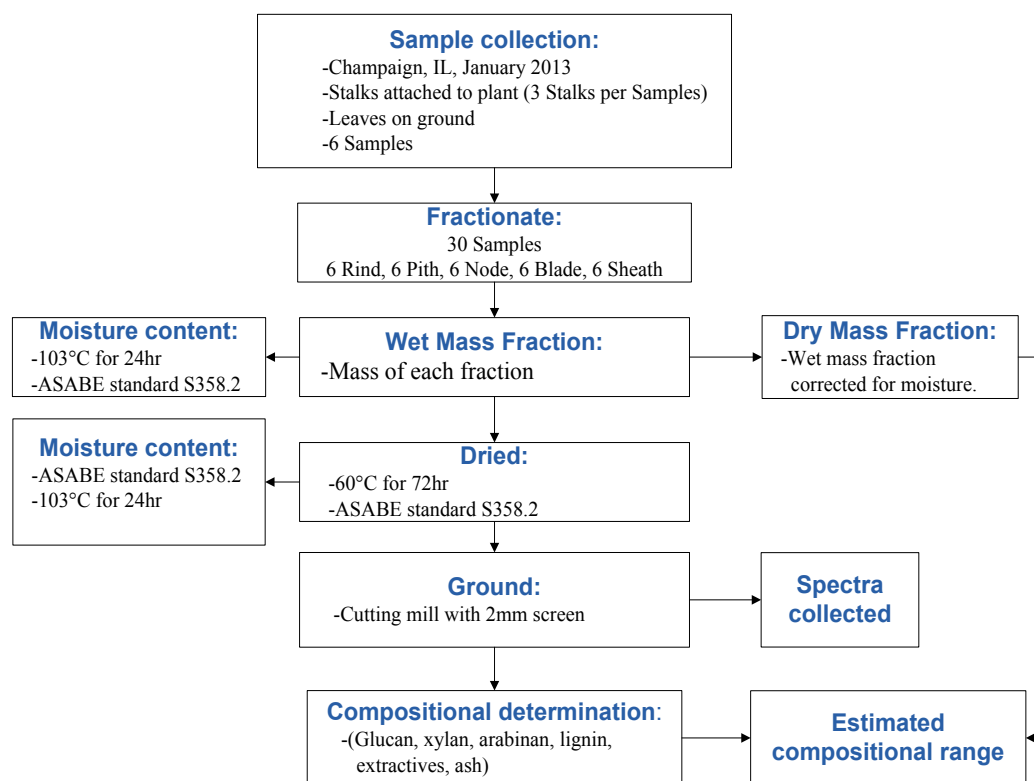 Sample collection:
-Champaign, IL, January 2013
-Stalks attached to plant (3 Stalks per Samples)
-Leaves on ground
-6 Samples
Fractionate:
30 Samples
6 Rind, 6 Pith, 6 Node, 6 Blade, 6 Sheath
Moisture content:
-103°C for 24hr
-ASABE standard S358.2
Wet Mass Fraction:
-Mass of each fraction
Dry Mass Fraction:
-Wet mass fraction
corrected for moisture.
Moisture content:
-ASABE standard S358.2
-103°C for 24hr
Dried:
-60°C for 72hr
-ASABE standard S358.2
Ground:
-Cutting mill with 2mm screen
Spectra
collected
Compositional determination:
-(Glucan, xylan, arabinan, lignin,
extractives, ash)
Estimated
compositional range